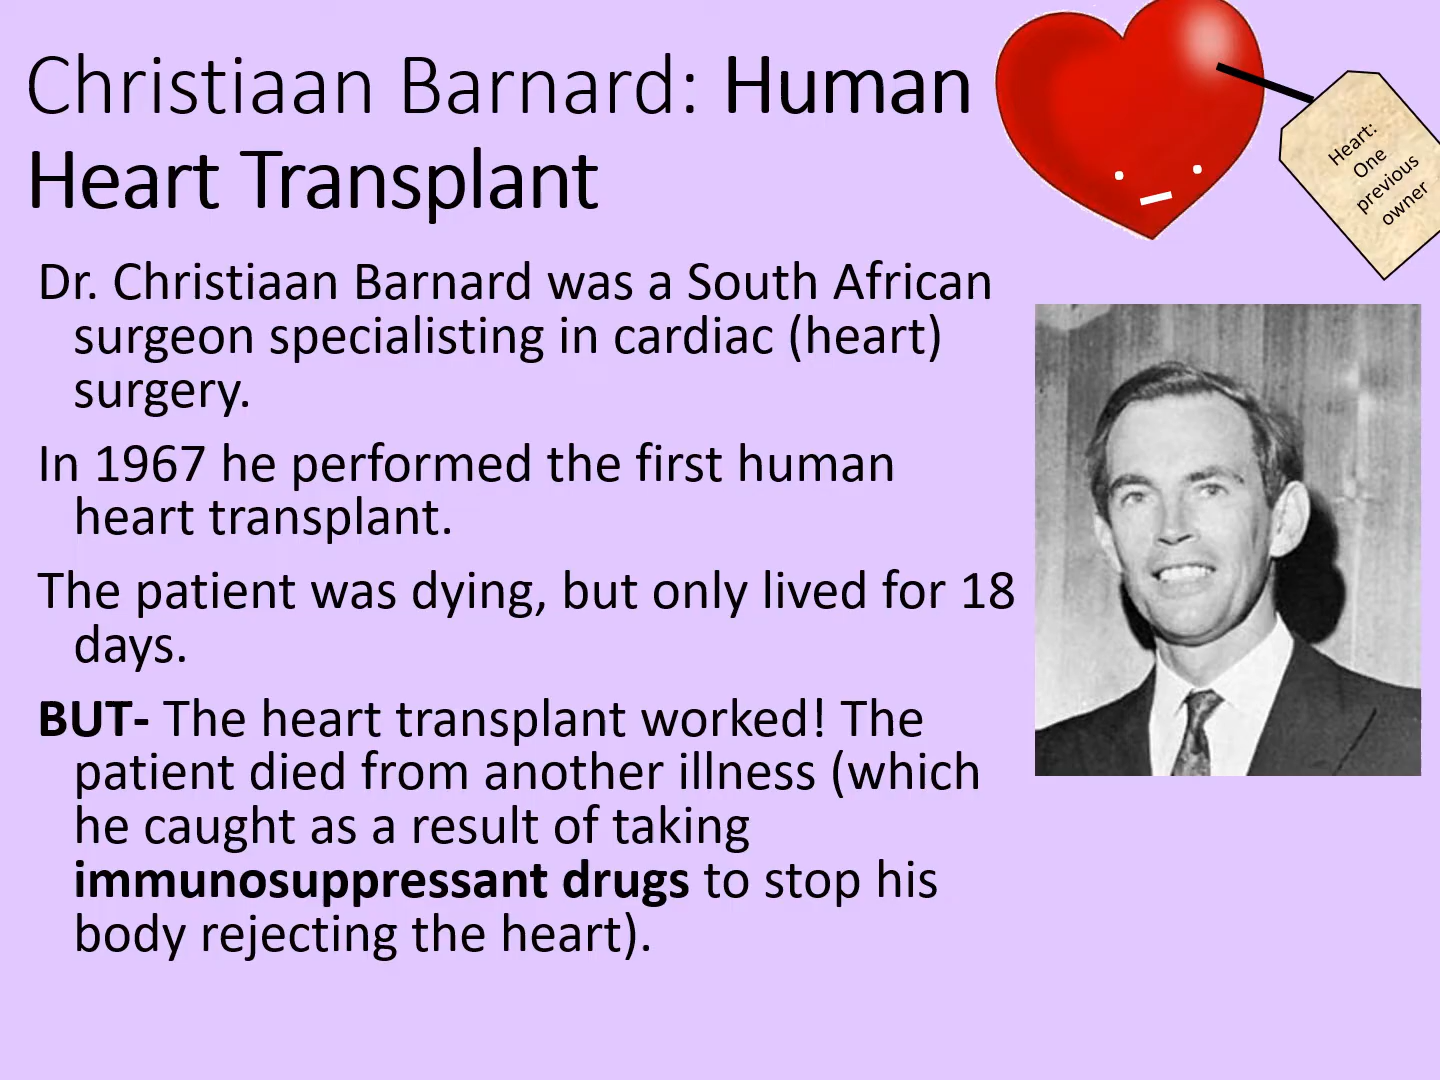 Christiaan Barnard: Human
Heart Transplant
Heart:
One
previous
owner
Dr. Christiaan Barnard was a South African
surgeon specialisting in cardiac (heart)
surgery.
In 1967 he performed the first human
heart transplant.
The patient was dying, but only lived for 18
days.
BUT- The heart transplant worked! The
patient died from another illness (which
he caught as a result of taking
immunosuppressant drugs to stop his
body rejecting the heart).